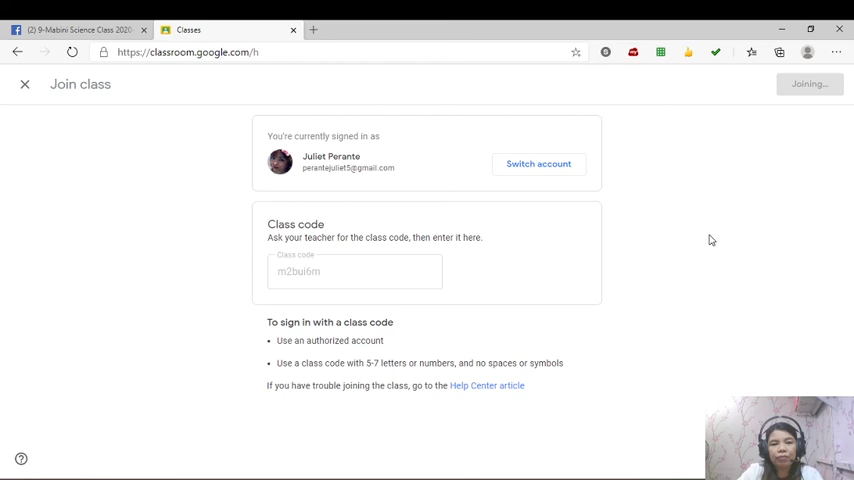 (2) 9-Mabini Science Class 2020-
Classes
https://classroom.google.com/h
Join class
Joining...
You're currently signed in as
Juliet Perante
perantejuliet5@gmail.com
Switch account
Class code
Ask your teacher for the class code, then enter it here.
Class code
m2bui6m
To sign in with a class code
• Use an authorized account
• Use a class code with 5-7 letters or numbers, and no spaces or symbols
If you have trouble joining the class, go to the Help Center article